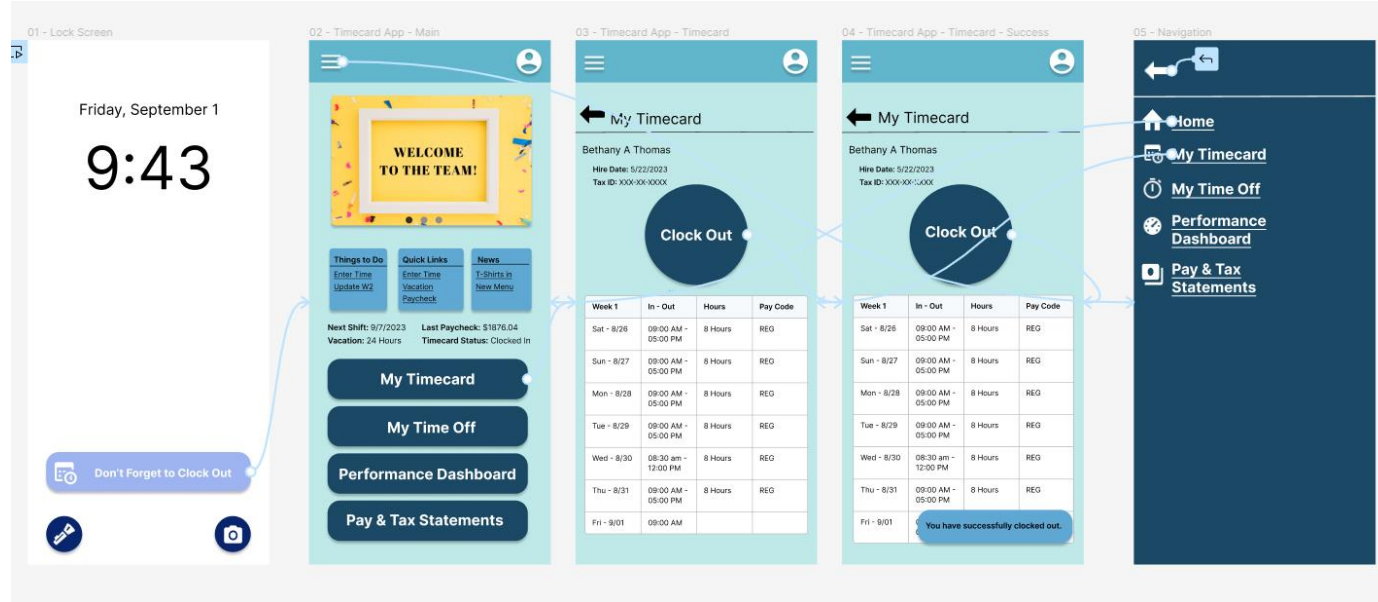 01 - Lock Screen
Friday, September 1
9:43
Don't Forget to Clock Out
02 - Timecard App - Main
WELCOME
TO THE TEAM!
Things to Do
Enter Time
Update W2
Quick Links
Enter Time
Vacation
Paycheck
News
T-Shirts in
New Menu
Next Shift: 9/7/2023 Last Paycheck: $1876.04
Vacation: 24 Hours Timecard Status: Clocked In
My Timecard
My Time Off
Performance Dashboard
Pay & Tax Statements
03 - Timecard App - Timecard
My Timecard
Bethany A Thomas
Hire Date: 5/22/2023
Tax ID: XXX-XX-XXXX
Clock Out
Week 1 In - Out Hours Pay Code
Sat - 8/26 09:00 AM - 8 Hours REG
05:00 PM
Sun - 8/27 09:00 AM - 8 Hours REG
05:00 PM
Mon - 8/28 09:00 AM - 8 Hours REG
05:00 PM
Tue - 8/29 09:00 AM - 8 Hours REG
05:00 PM
Wed - 8/30 08:30 am - 8 Hours REG
12:00 PM
Thu - 8/31 09:00 AM - 8 Hours REG
05:00 PM
Fri - 9/01 09:00 AM
04 - Timecard App - Timecard - Success
My Timecard
Bethany A Thomas
Hire Date: 5/22/2023
Tax ID: XXX-XX-XXXX
Clock Out
Week 1 In - Out Hours Pay Code
Sat - 8/26 09:00 AM - 8 Hours REG
05:00 PM
Sun - 8/27 09:00 AM - 8 Hours REG
05:00 PM
Mon - 8/28 09:00 AM - 8 Hours REG
05:00 PM
Tue - 8/29 09:00 AM - 8 Hours REG
05:00 PM
Wed - 8/30 08:30 am - 8 Hours REG
12:00 PM
Thu - 8/31 09:00 AM - 8 Hours REG
05:00 PM
Fri - 9/01
You have successfully clocked out.
05 - Navigation
Home
My Timecard
My Time Off
Performance
Dashboard
Pay & Tax
Statements